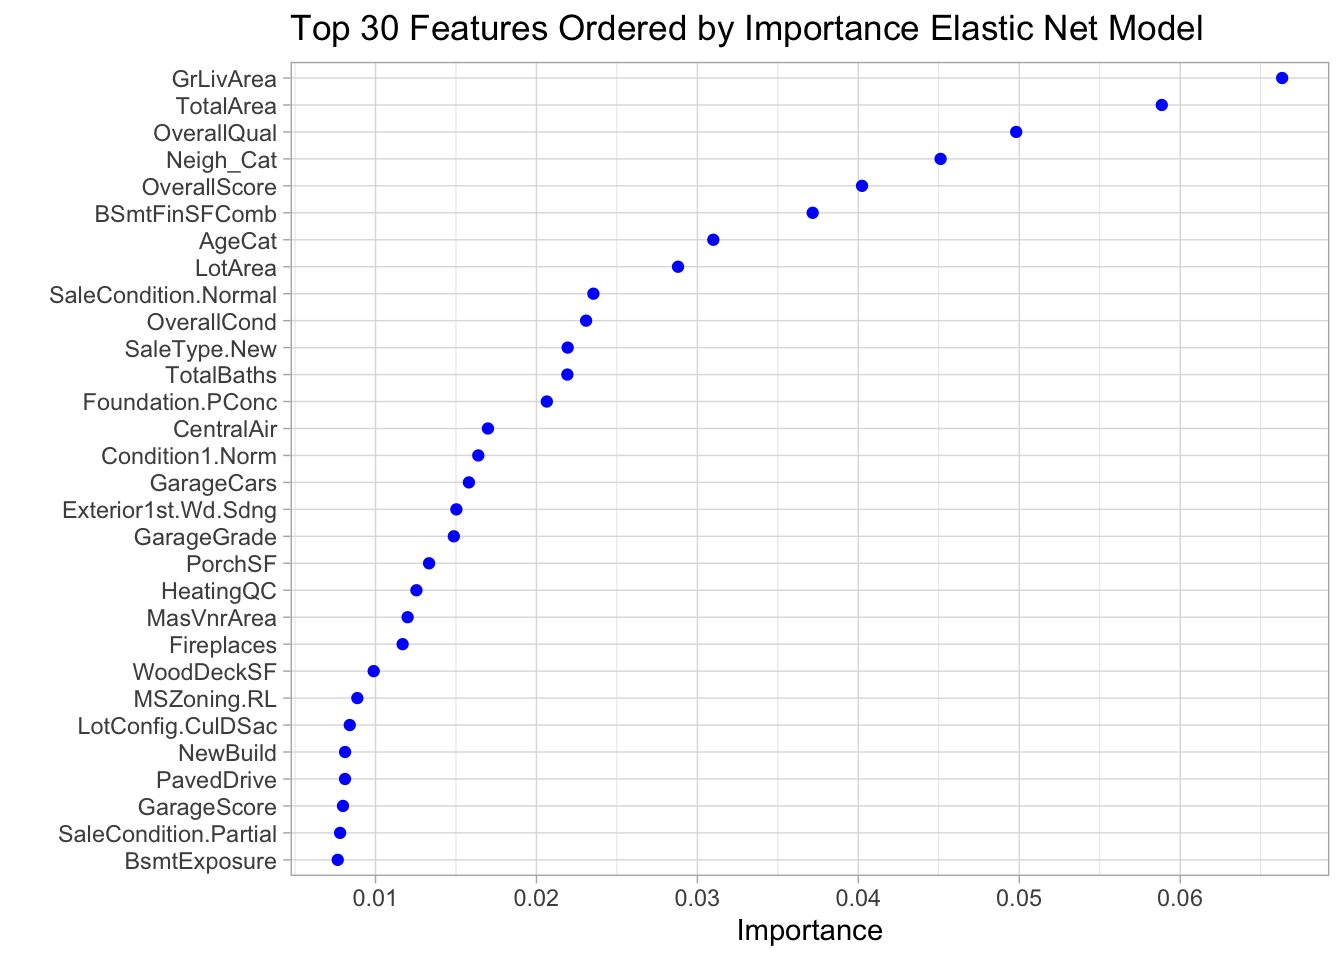 Top 30 Features Ordered by Importance Elastic Net Model
GrLivArea
TotalArea
OverallQual
Neigh_Cat
OverallScore
BSmtFinSFComb
AgeCat
LotArea
SaleCondition.Normal
OverallCond
SaleType.New
TotalBaths
Foundation.PConc
CentralAir
Condition1.Norm
GarageCars
Exterior1st.Wd.Sdng
GarageGrade
PorchSF
HeatingQC
MasVnrArea
Fireplaces
WoodDeckSF
MSZoning.RL
LotConfig.CulDSac
NewBuild
PavedDrive
GarageScore
SaleCondition.Partial
BsmtExposure
0.01 0.02 0.03 0.04 0.05 0.06
Importance